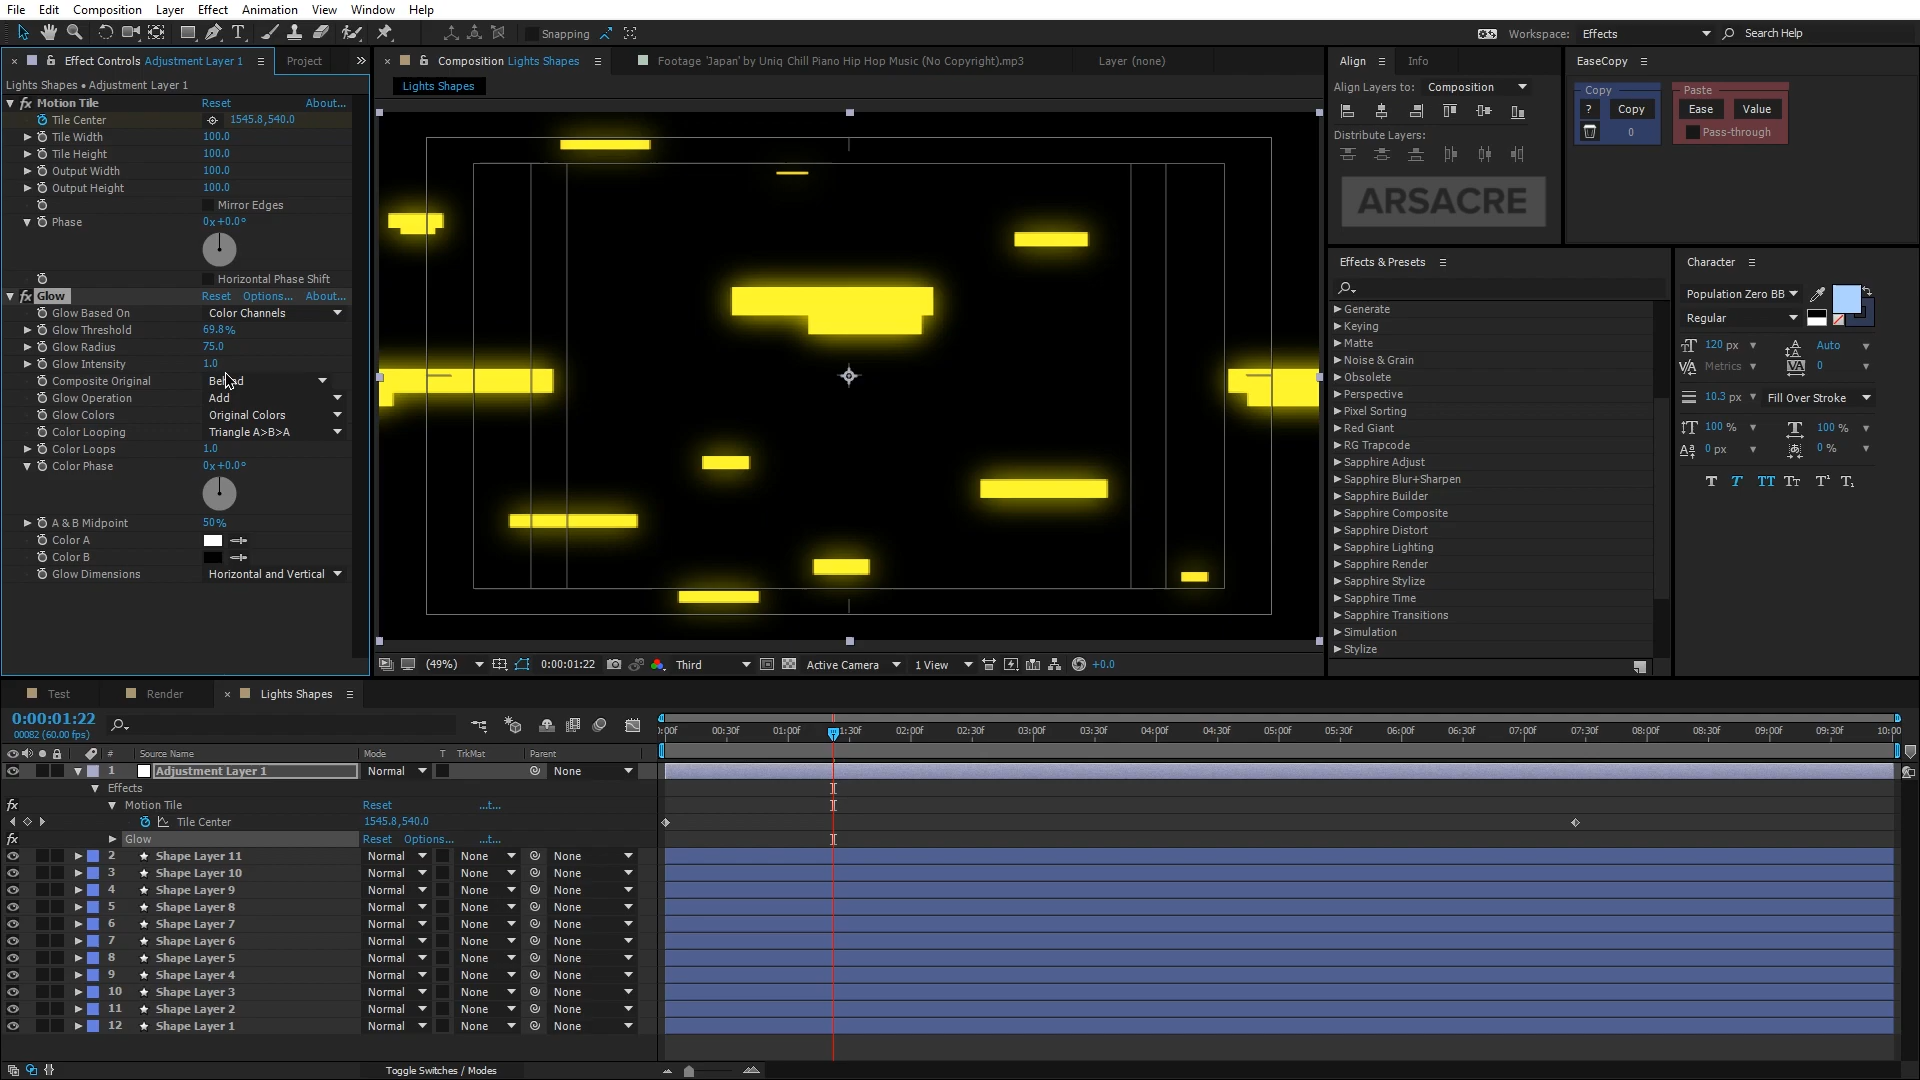 File Edit Composition Layer Effect Animation View Window Help
Snapping
Workspace: Effects Search Help
Effect Controls Adjustment Layer 1 Project
Lights Shapes • Adjustment Layer 1
fx Motion Tile Reset About...
Tile Center 1545.8,540.0
Tile Width 100.0
Tile Height 100.0
Output Width 100.0
Output Height 100.0
Mirror Edges
Phase 0x+0.0°
Horizontal Phase Shift
fx Glow Reset Options... About...
Glow Based On Color Channels
Glow Threshold 69.8%
Glow Radius 75.0
Glow Intensity 1.0
Composite Original
Glow Operation Add
Glow Colors Original Colors
Color Looping Triangle A>B>A
Color Loops 1.0
Color Phase 0x+0.0°
A & B Midpoint 50%
Color A
Color B
Glow Dimensions Horizontal and Vertical
Composition Lights Shapes Footage 'Japan' by Uniq Chill Piano Hip Hop Music (No Copyright).mp3 Layer (none)
Lights Shapes
(49%) 0:00:01:22 Third Active Camera 1 View +0.0
Align Info
Align Layers to: Composition
Distribute Layers:
ARSACRE
EaseCopy
Copy Paste
? Copy Ease Value
0 Pass-through
Effects & Presets
Generate
Keying
Matte
Noise & Grain
Obsolete
Perspective
Pixel Sorting
Red Giant
RG Trapcode
Sapphire Adjust
Sapphire Blur+Sharpen
Sapphire Builder
Sapphire Composite
Sapphire Distort
Sapphire Lighting
Sapphire Render
Sapphire Stylize
Sapphire Time
Sapphire Transitions
Simulation
Stylize
Character
Population Zero BB
Regular
120 px Auto
Metrics 0
10.3 px Fill Over Stroke
100 % 100 %
0 px 0 %
T T TT Tt T¹ T₁
Test Render Lights Shapes
0:00:01:22
00082 (60.00 fps)
:00f 00:30f 01:00f 01:30f 02:00f 02:30f 03:00f 03:30f 04:00f 04:30f 05:00f 05:30f 06:00f 06:30f 07:00f 07:30f 08:00f 08:30f 09:00f 09:30f 10:00
# Source Name Mode T TrkMat Parent
1 Adjustment Layer 1 Normal None
Effects
fx Motion Tile Reset ...t...
Tile Center 1545.8,540.0
fx Glow Reset Options... ...t...
2 Shape Layer 11 Normal None None
3 Shape Layer 10 Normal None None
4 Shape Layer 9 Normal None None
5 Shape Layer 8 Normal None None
6 Shape Layer 7 Normal None None
7 Shape Layer 6 Normal None None
8 Shape Layer 5 Normal None None
9 Shape Layer 4 Normal None None
10 Shape Layer 3 Normal None None
11 Shape Layer 2 Normal None None
12 Shape Layer 1 Normal None None
Toggle Switches / Modes